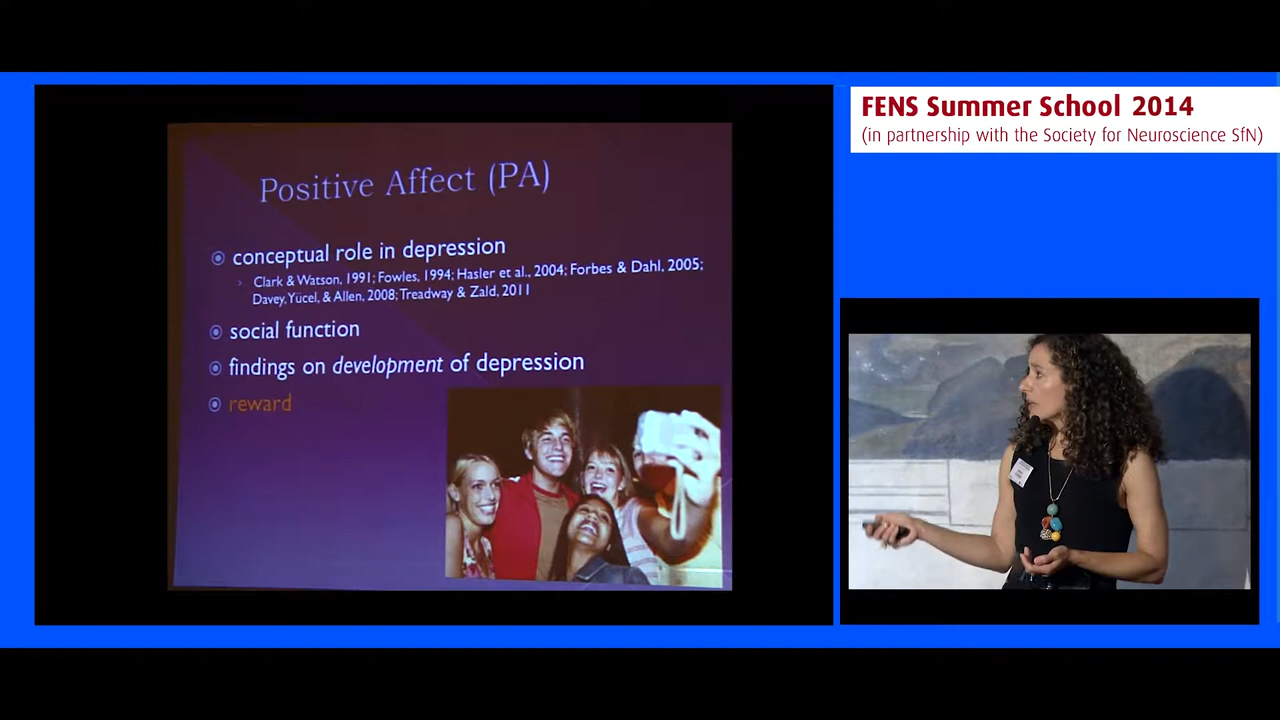 FENS Summer School 2014
(in partnership with the Society for Neuroscience SfN)
Positive Affect (PA)
conceptual role in depression
Clark & Watson, 1991; Fowles, 1994; Hasler et al., 2004; Forbes & Dahl, 2005;
Davey, Yücel, & Allen, 2008; Treadway & Zald, 2011
social function
findings on development of depression
reward